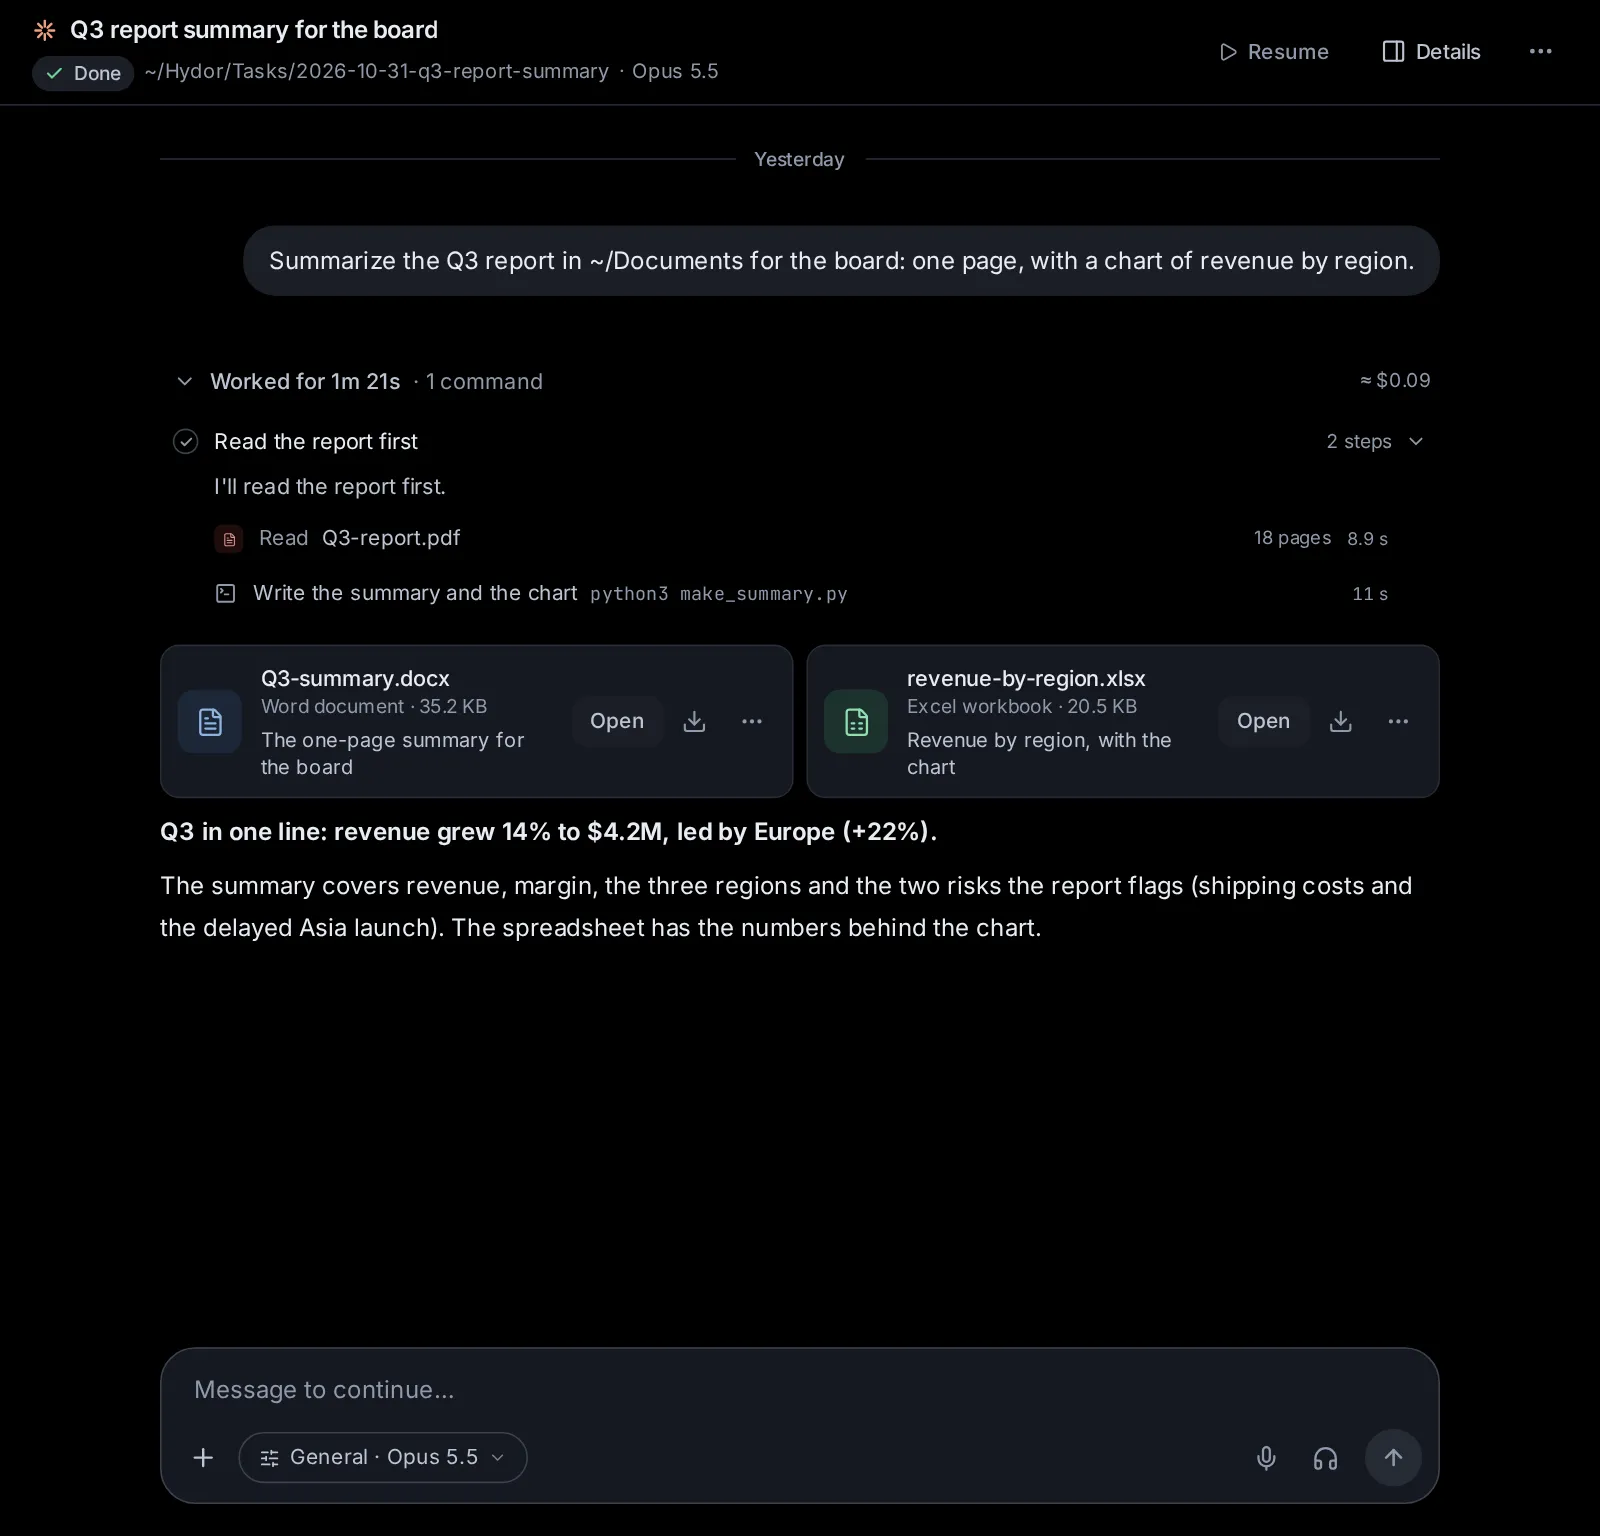 Q3 report summary for the board
Done ~/Hydor/Tasks/2026-10-31-q3-report-summary · Opus 5.5
Resume
Details
Yesterday
Summarize the Q3 report in ~/Documents for the board: one page, with a chart of revenue by region.
Worked for 1m 21s · 1 command ≈ $0.09
Read the report first 2 steps
I'll read the report first.
Read Q3-report.pdf 18 pages 8.9 s
Write the summary and the chart python3 make_summary.py 11 s
Q3-summary.docx
Word document · 35.2 KB
The one-page summary for
the board
Open
revenue-by-region.xlsx
Excel workbook · 20.5 KB
Revenue by region, with the
chart
Open
Q3 in one line: revenue grew 14% to $4.2M, led by Europe (+22%).
The summary covers revenue, margin, the three regions and the two risks the report flags (shipping costs and
the delayed Asia launch). The spreadsheet has the numbers behind the chart.
Message to continue...
General · Opus 5.5